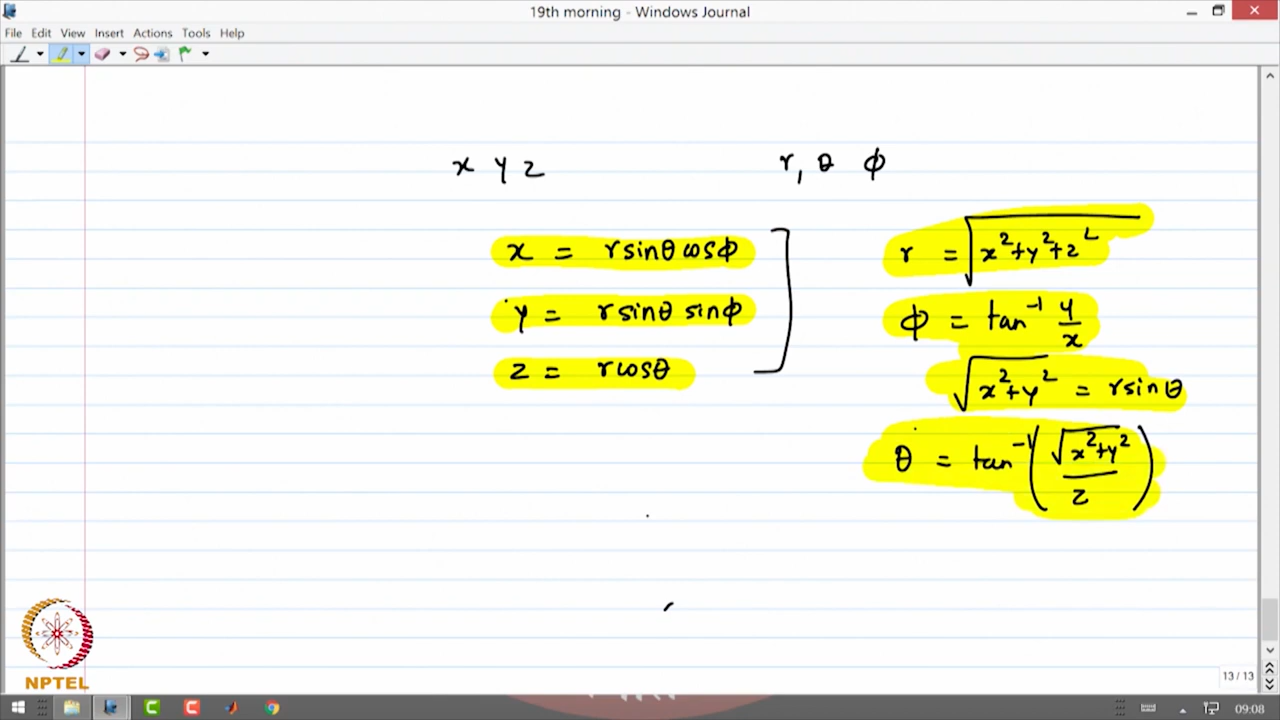 19th morning - Windows Journal
File Edit View Insert Actions Tools Help
x y z
r, θ φ
x = r sinθ cosφ
y = r sinθ sinφ
z = r cosθ
r = √x²+y²+z²
φ = tan⁻¹ y/x
√x²+y² = r sinθ
θ = tan⁻¹(√x²+y²/z)
NPTEL
13 / 13
09:08